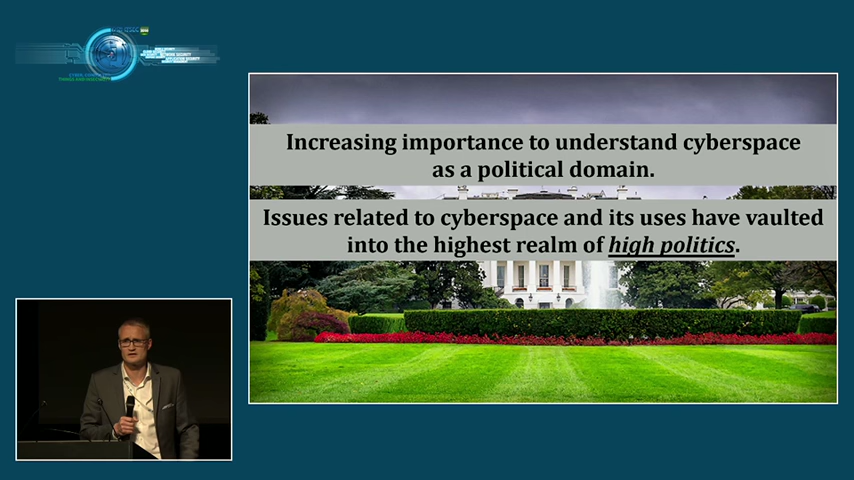 Increasing importance to understand cyberspace
as a political domain.
Issues related to cyberspace and its uses have vaulted
into the highest realm of high politics.